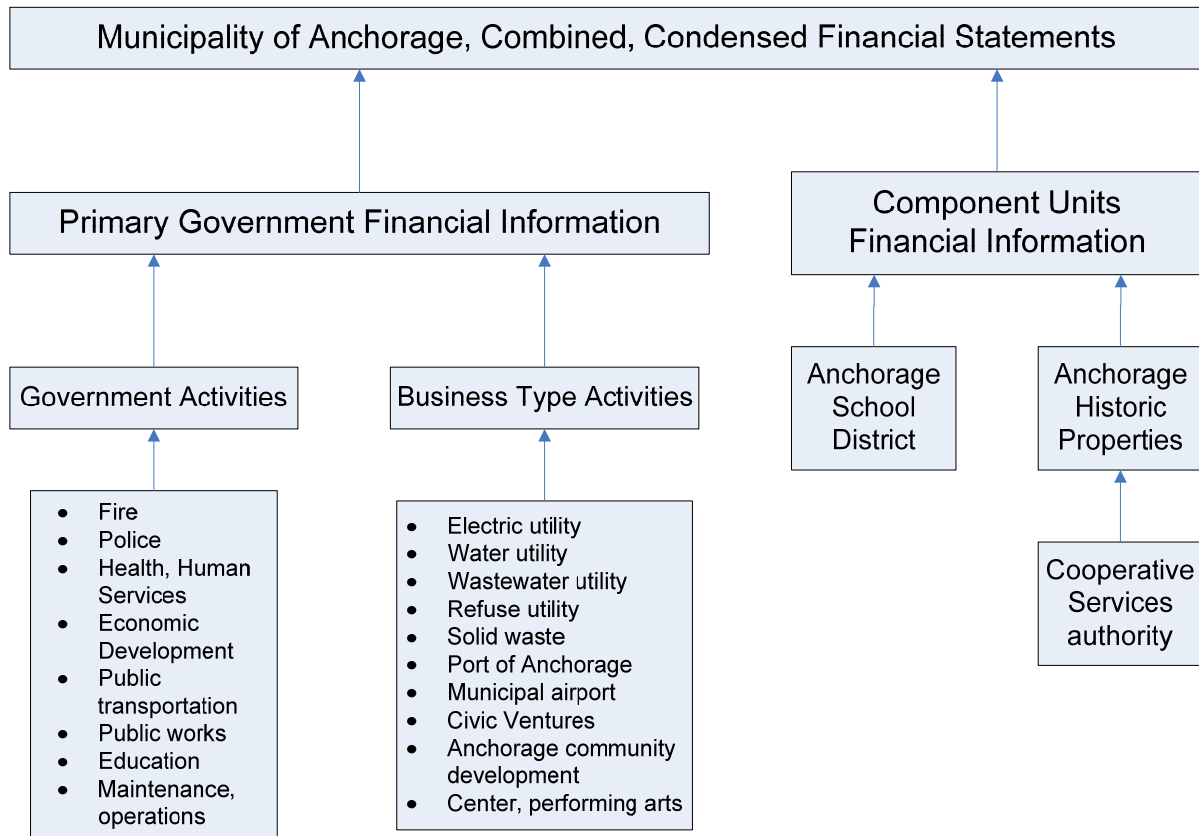 Municipality of Anchorage, Combined, Condensed Financial Statements
Primary Government Financial Information
Component Units
Financial Information
Government Activities
Business Type Activities
Anchorage
School
District
Anchorage
Historic
Properties
• Fire
• Police
• Health, Human
Services
• Economic
Development
• Public
transportation
• Public works
• Education
• Maintenance,
operations
• Electric utility
• Water utility
• Wastewater utility
• Refuse utility
• Solid waste
• Port of Anchorage
• Municipal airport
• Civic Ventures
• Anchorage community
development
• Center, performing arts
Cooperative
Services
authority